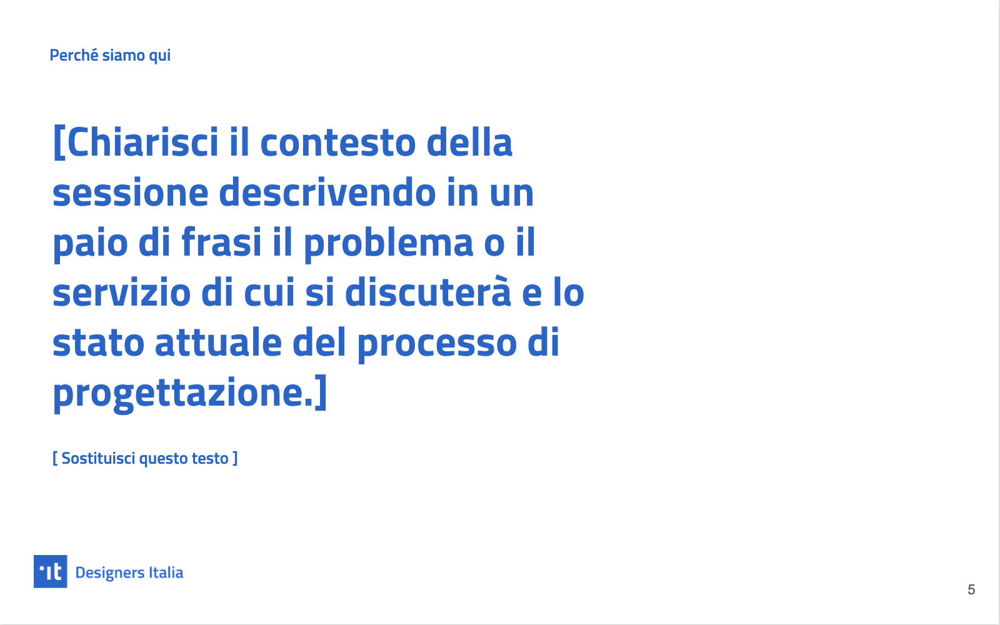 Perché siamo qui
[Chiarisci il contesto della
sessione descrivendo in un
paio di frasi il problema o il
servizio di cui si discuterà e lo
stato attuale del processo di
progettazione.]
[ Sostituisci questo testo ]
it Designers Italia
5